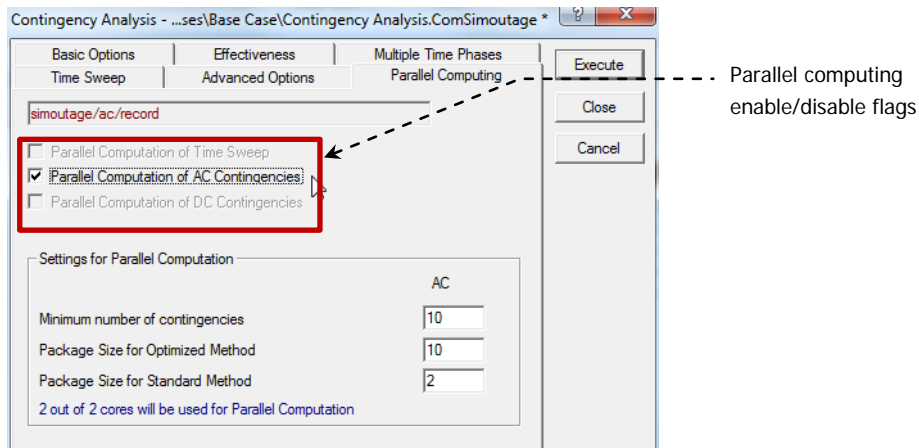 Contingency Analysis - ...ses\Base Case\Contingency Analysis.ComSimoutage *
Basic Options
Effectiveness
Multiple Time Phases
Time Sweep
Advanced Options
Parallel Computing
Execute
Close
Cancel
Parallel computing
enable/disable flags
simoutage/ac/record
Parallel Computation of Time Sweep
Parallel Computation of AC Contingencies
Parallel Computation of DC Contingencies
Settings for Parallel Computation
AC
Minimum number of contingencies 10
Package Size for Optimized Method 10
Package Size for Standard Method 2
2 out of 2 cores will be used for Parallel Computation